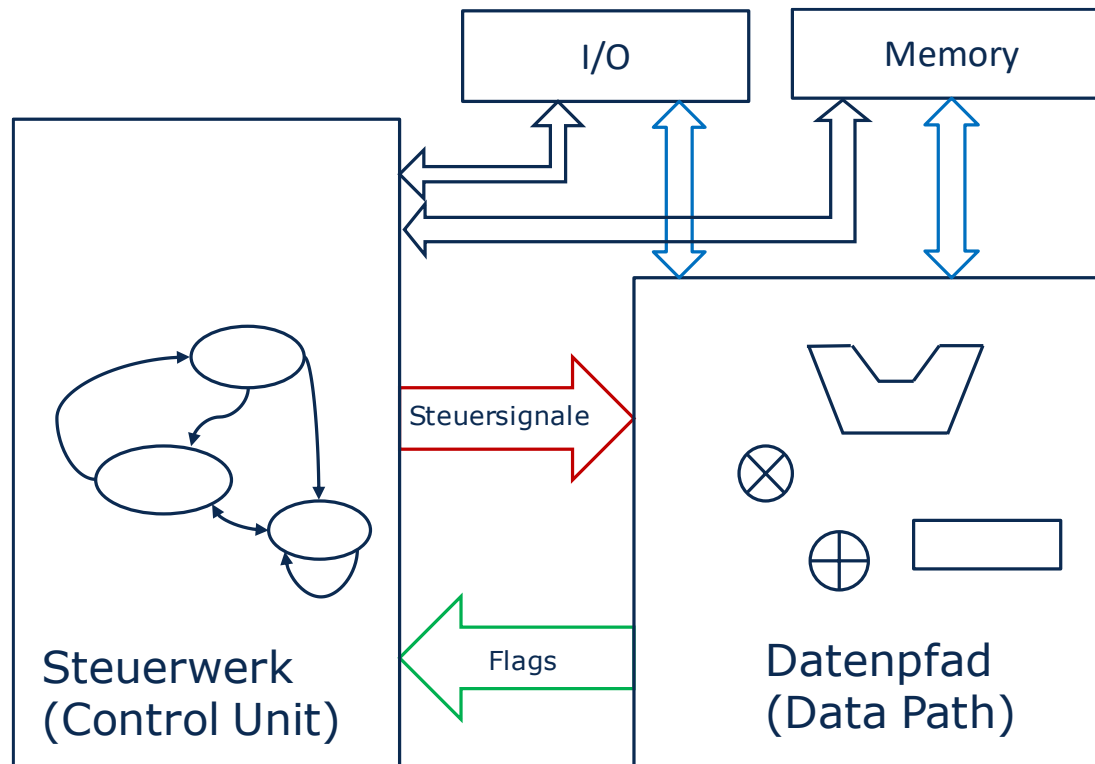 I/O
Memory
Steuersignale
Flags
Steuerwerk
(Control Unit)
Datenpfad
(Data Path)